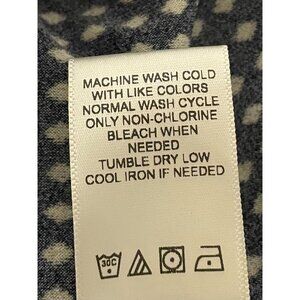 MACHINE WASH COLD
WITH LIKE COLORS
NORMAL WASH CYCLE
ONLY NON-CHLORINE
BLEACH WHEN
NEEDED
TUMBLE DRY LOW
COOL IRON IF NEEDED
30C